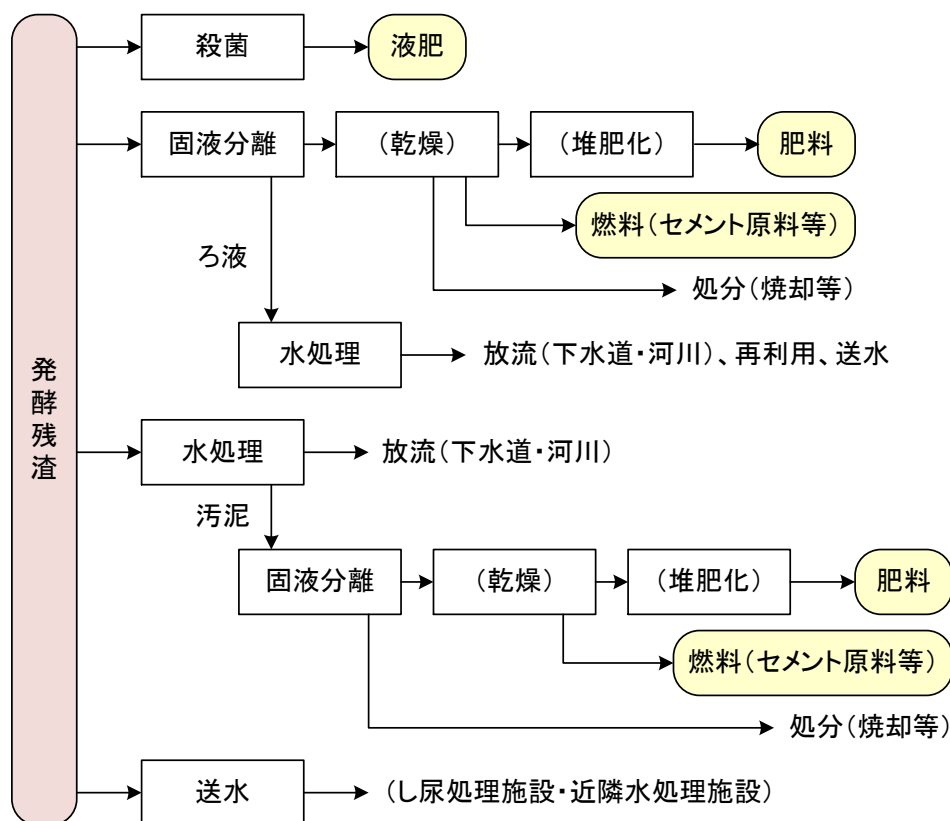 発酵残渣
殺菌
液肥
固液分離
（乾燥）
（堆肥化）
肥料
燃料（セメント原料等）
ろ液
処分（焼却等）
水処理
放流（下水道・河川）、再利用、送水
水処理
放流（下水道・河川）
汚泥
固液分離
（乾燥）
（堆肥化）
肥料
燃料（セメント原料等）
処分（焼却等）
送水
（し尿処理施設・近隣水処理施設）